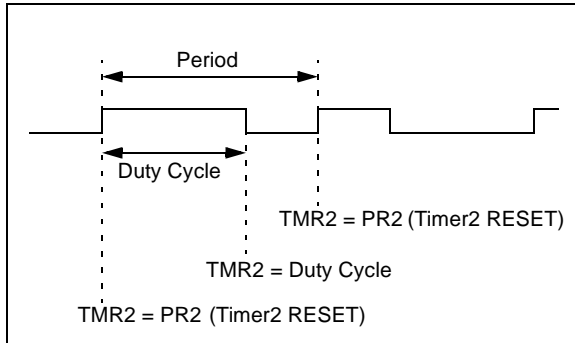 Period
Duty Cycle
TMR2 = PR2 (Timer2 RESET)
TMR2 = Duty Cycle
TMR2 = PR2 (Timer2 RESET)